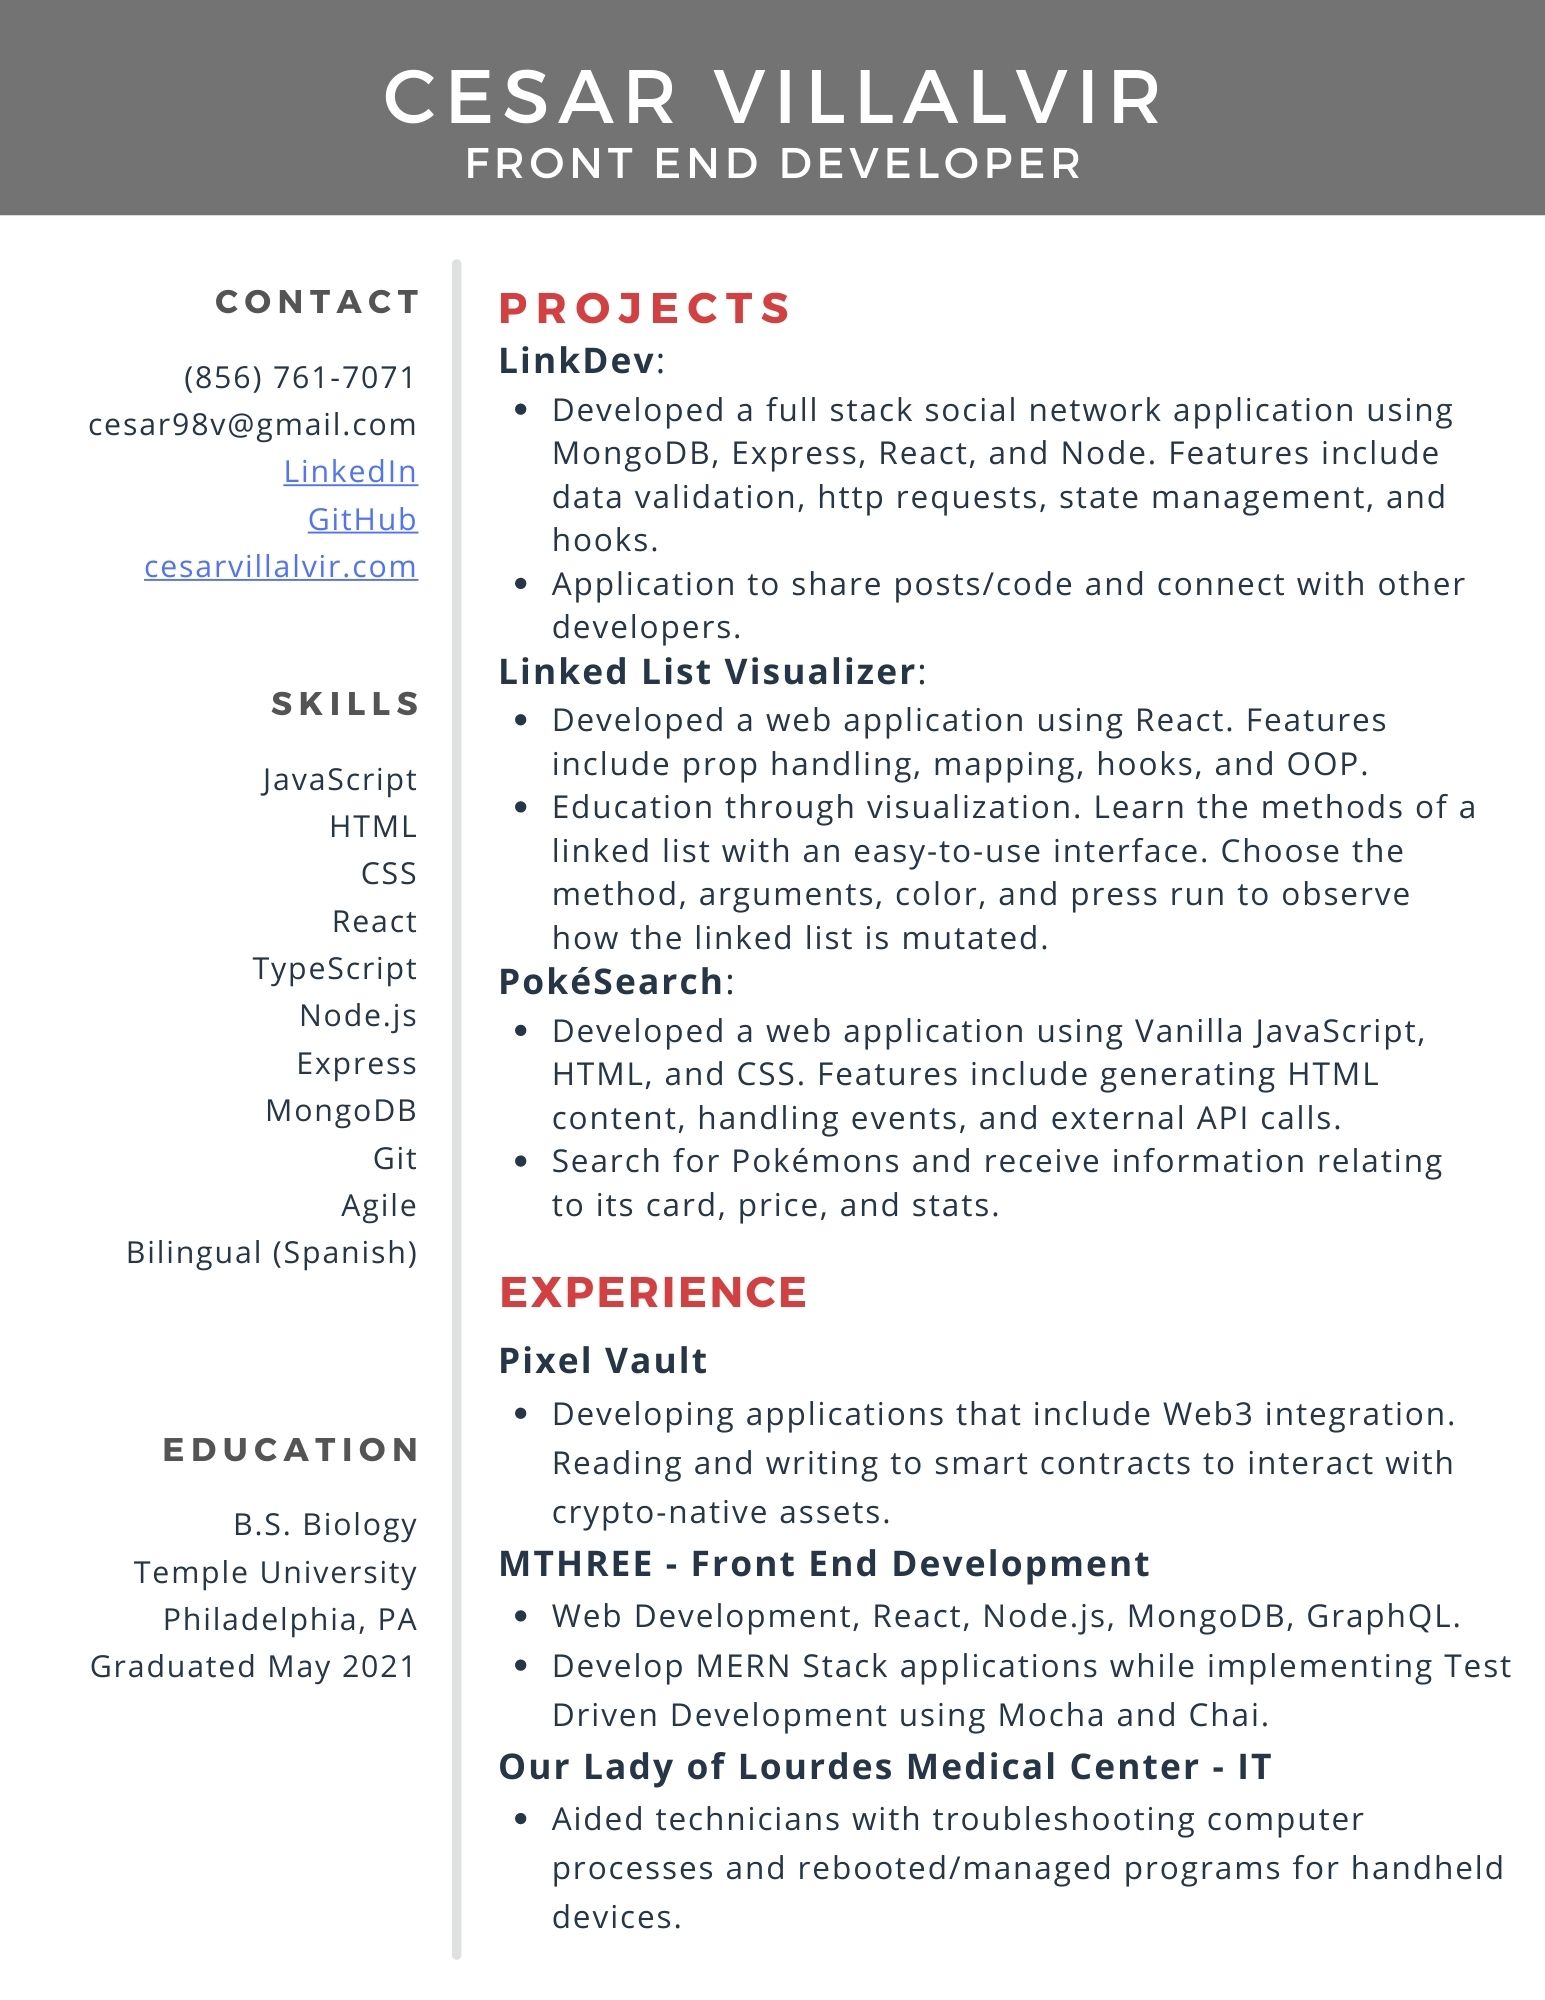 CESAR VILLALVIR
FRONT END DEVELOPER
CONTACT
(856) 761-7071
cesar98v@gmail.com
LinkedIn
GitHub
cesarvillalvir.com
SKILLS
JavaScript
HTML
CSS
React
TypeScript
Node.js
Express
MongoDB
Git
Agile
Bilingual (Spanish)
EDUCATION
B.S. Biology
Temple University
Philadelphia, PA
Graduated May 2021
PROJECTS
LinkDev:
• Developed a full stack social network application using
MongoDB, Express, React, and Node. Features include
data validation, http requests, state management, and
hooks.
• Application to share posts/code and connect with other
developers.
Linked List Visualizer:
• Developed a web application using React. Features
include prop handling, mapping, hooks, and OOP.
• Education through visualization. Learn the methods of a
linked list with an easy-to-use interface. Choose the
method, arguments, color, and press run to observe
how the linked list is mutated.
PokéSearch:
• Developed a web application using Vanilla JavaScript,
HTML, and CSS. Features include generating HTML
content, handling events, and external API calls.
• Search for Pokémons and receive information relating
to its card, price, and stats.
EXPERIENCE
Pixel Vault
• Developing applications that include Web3 integration.
Reading and writing to smart contracts to interact with
crypto-native assets.
MTHREE - Front End Development
• Web Development, React, Node.js, MongoDB, GraphQL.
• Develop MERN Stack applications while implementing Test
Driven Development using Mocha and Chai.
Our Lady of Lourdes Medical Center - IT
• Aided technicians with troubleshooting computer
processes and rebooted/managed programs for handheld
devices.